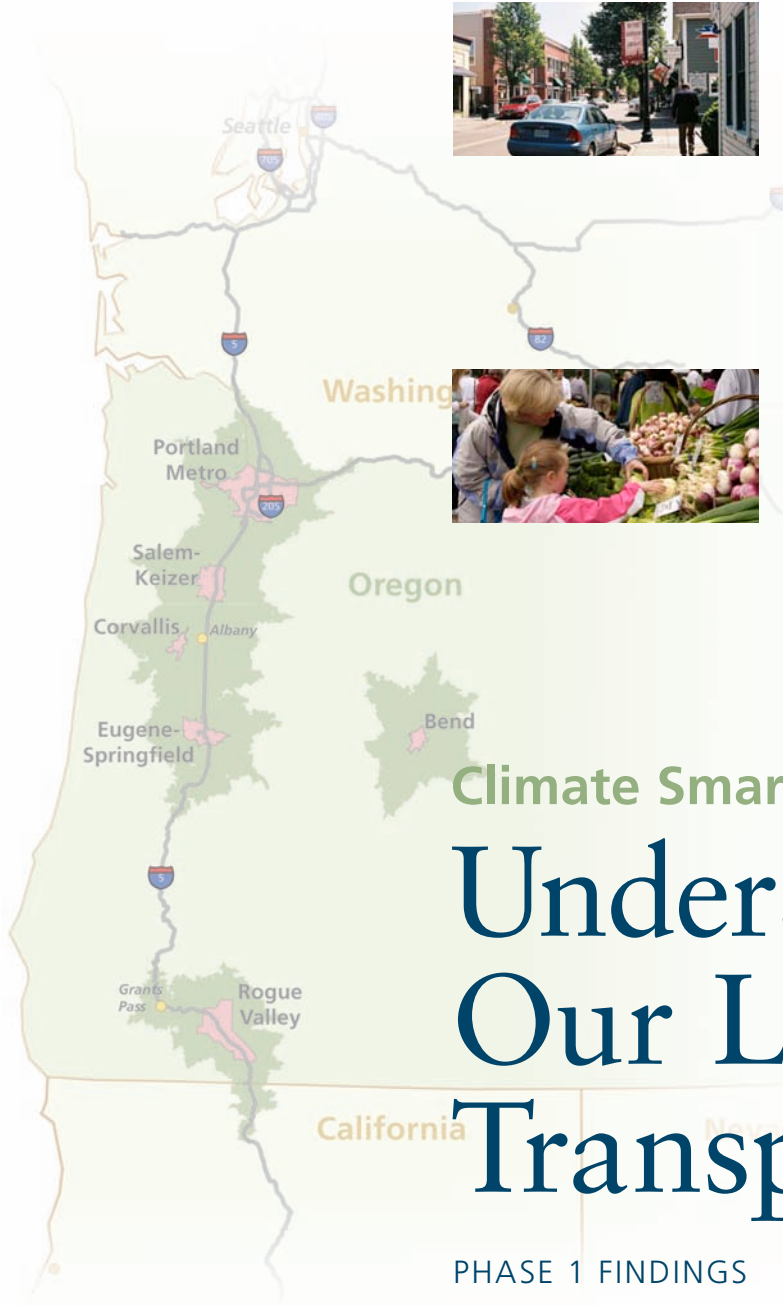 Seattle
405
705
5
82
Washing
Portland
Metro
205
Salem-
Keizer
Oregon
Corvallis
Albany
Eugene-
Springfield
Bend
Climate Smar
Under
Our L
Transp
5
Grants
Pass
Rogue
Valley
California
Neva
PHASE 1 FINDINGS